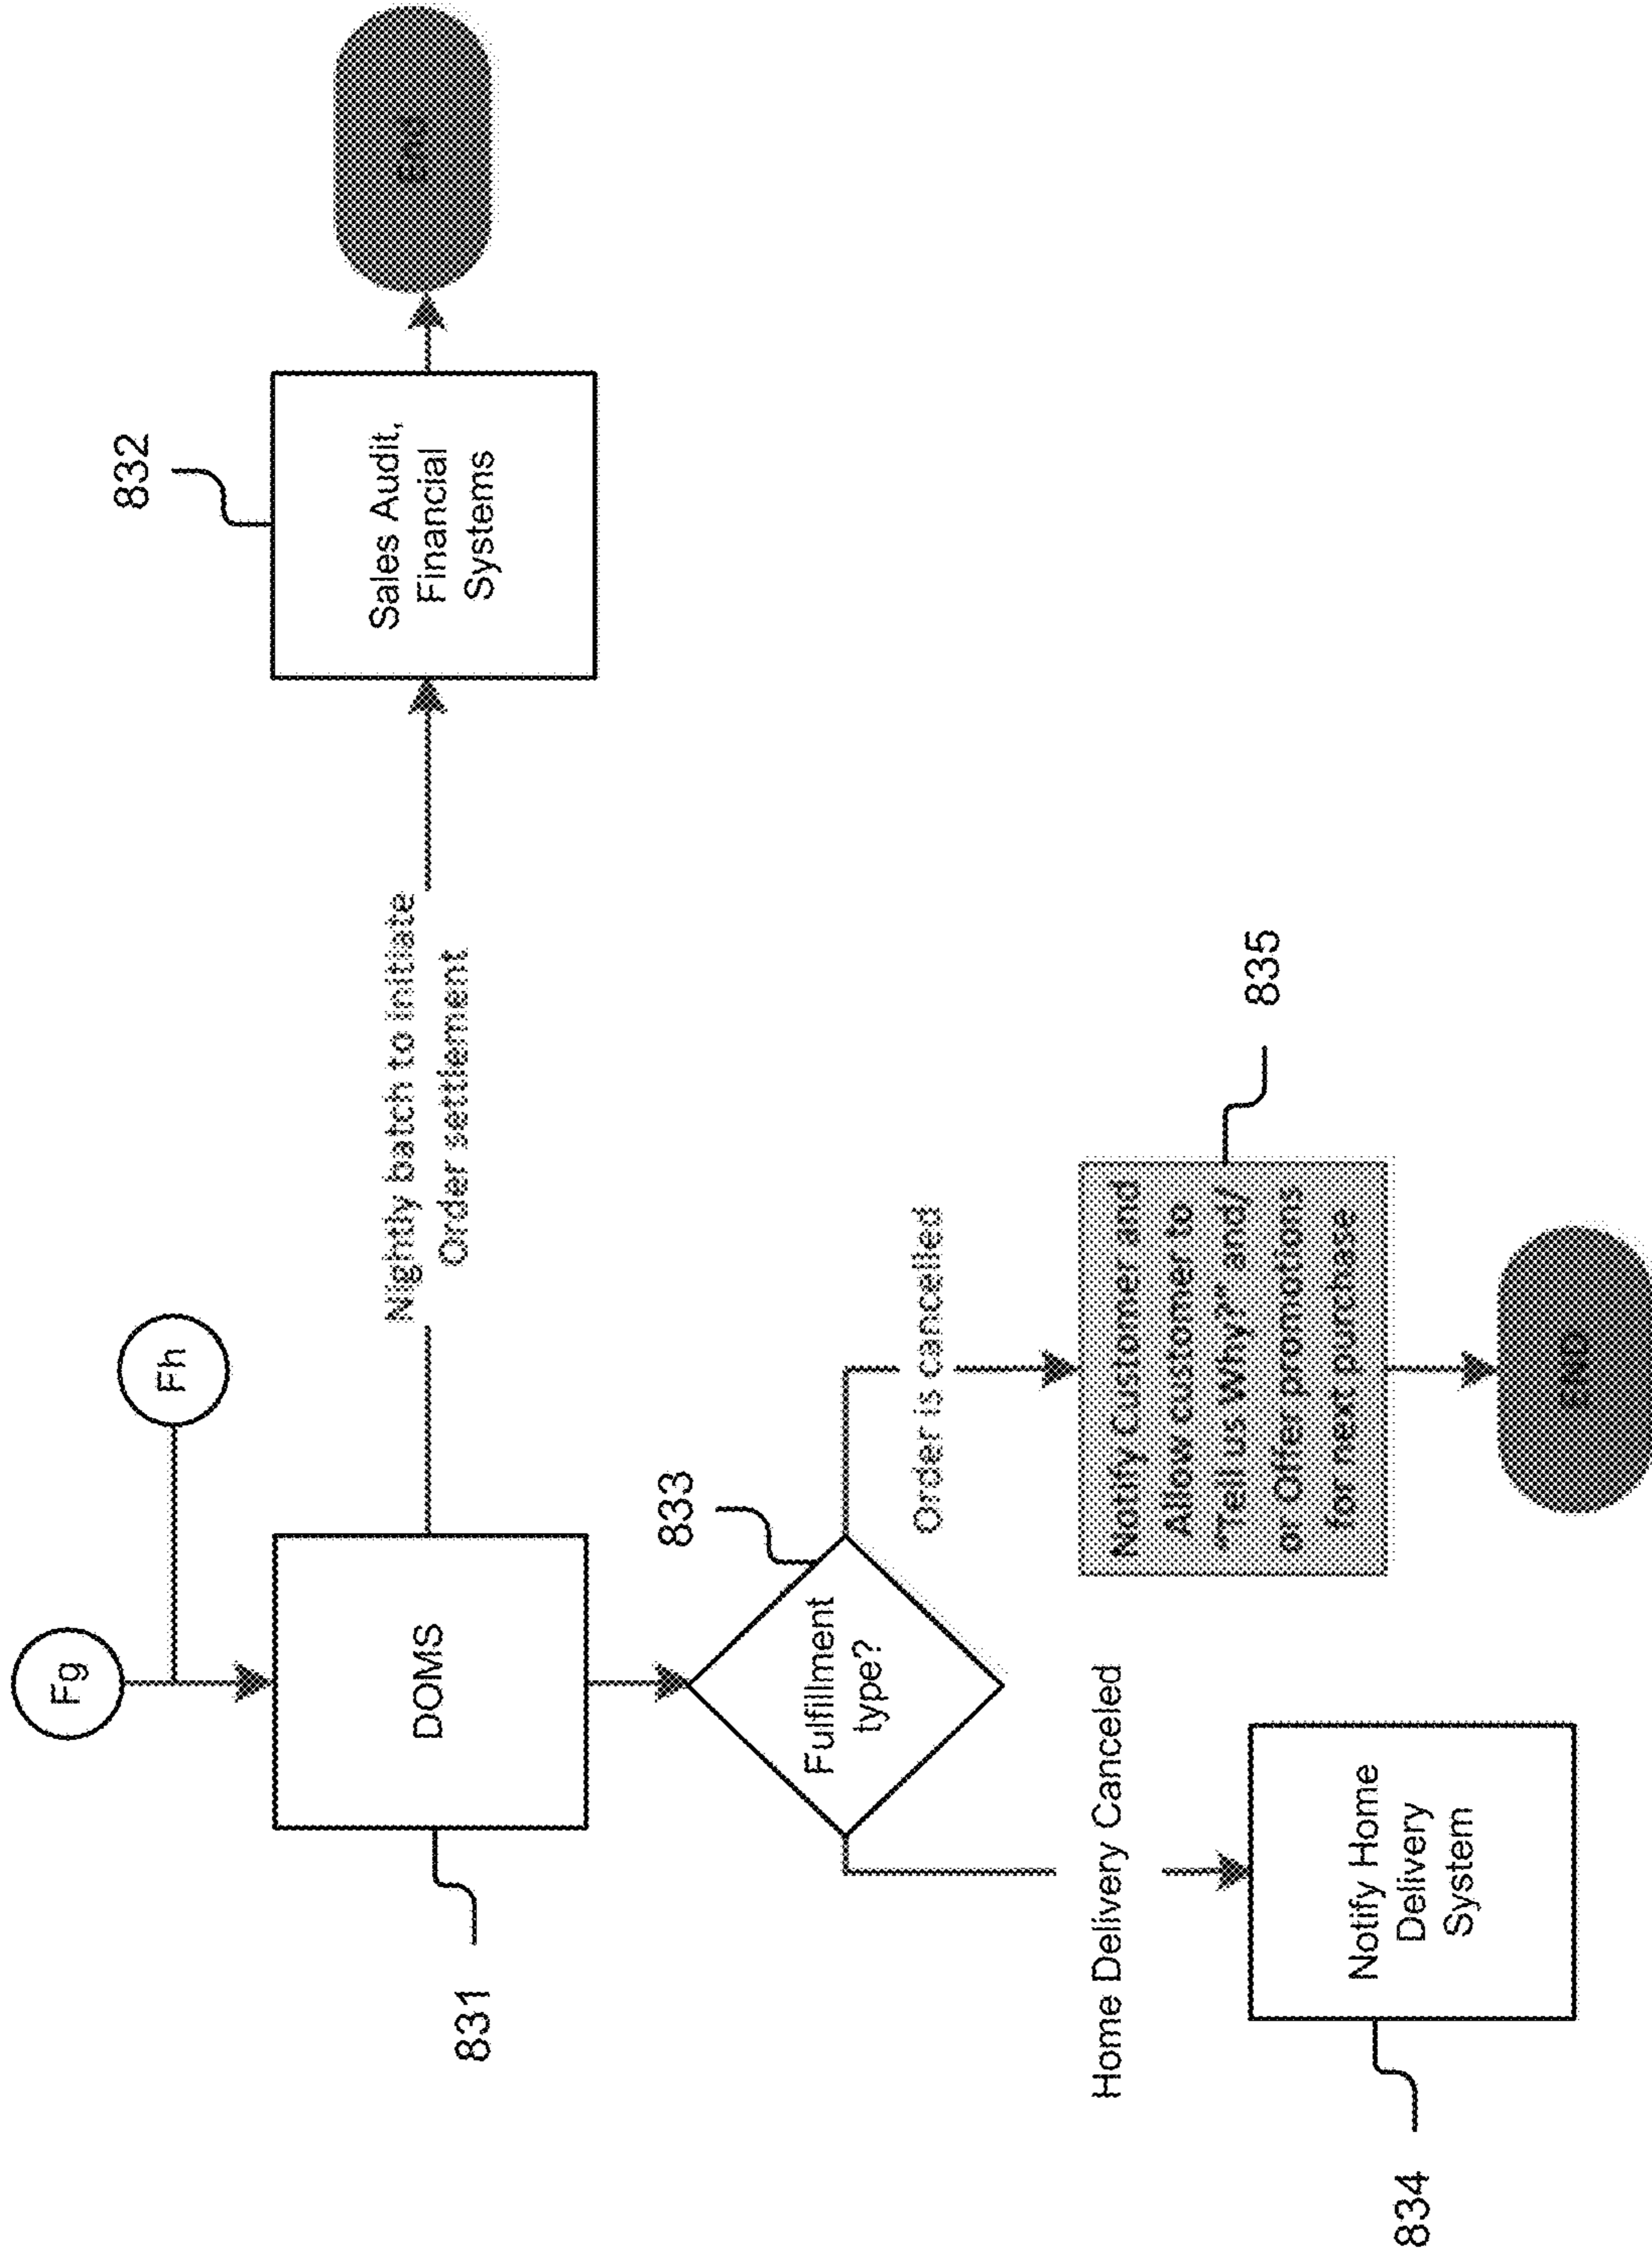 Fg
Fh
831
DOMS
Nightly batch to initiate
Order settlement
832
Sales Audit,
Financial
Systems
End
833
Fulfillment
type?
Home Delivery Canceled
834
Notify Home
Delivery
System
Order is cancelled
835
Notify Customer and
Allow customer to
"Tell us Why?" and/
or Offer promotions
for next purchase
END